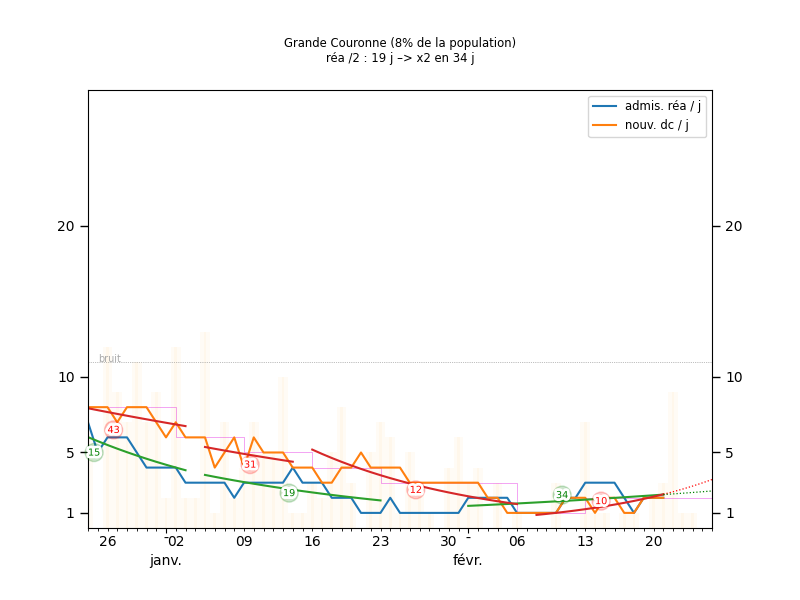 Grande Couronne (8% de la population)
réa /2 : 19 j –> x2 en 34 j
admis. réa / j
nouv. dc / j
20 20
bruit
10 10
43
15
5 5
31
19
12
34
10
1 1
26 02 09 16 23 30 06 13 20
janv. févr.